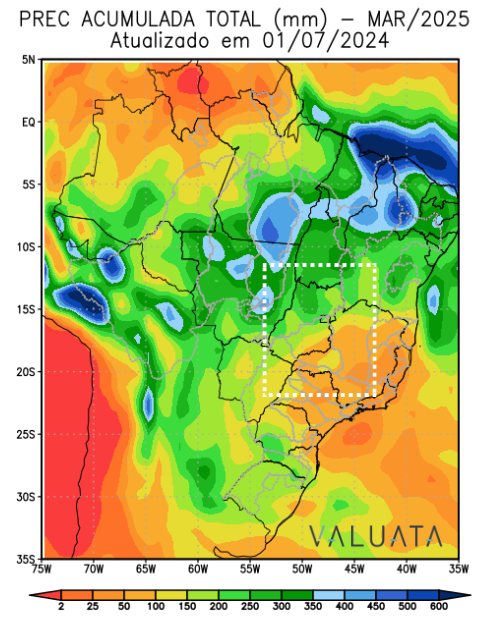 PREC ACUMULADA TOTAL (mm) – MAR/2025
Atualizado em 01/07/2024
5N
EQ
5S
10S
15S
20S
25S
30S
35S
VALUATA
75W 70W 65W 60W 55W 50W 45W 40W 35W
2 25 50 100 150 200 250 300 350 400 450 500 600